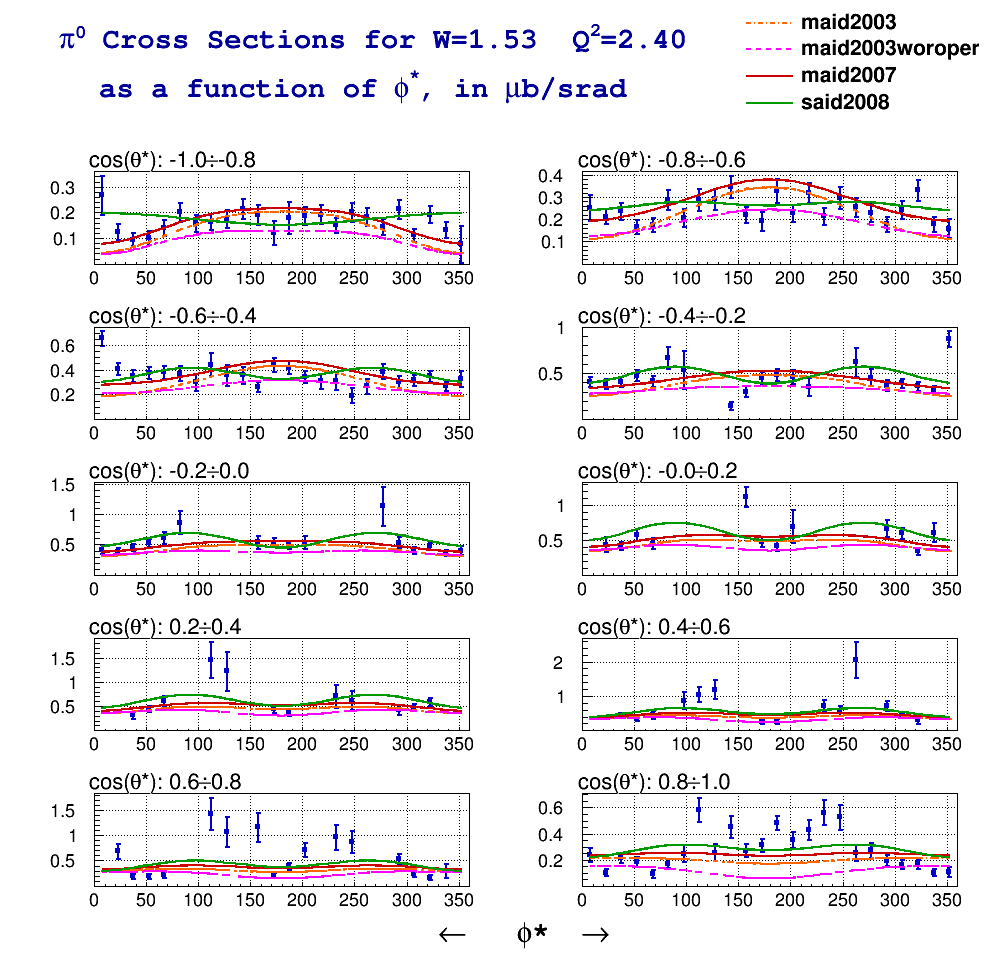 π⁰ Cross Sections for W=1.53 Q²=2.40
as a function of ϕ*, in μb/srad
maid2003
maid2003woroper
maid2007
said2008
cos(θ*): -1.0÷-0.8
0.3
0.2
0.1
0 50 100 150 200 250 300 350
cos(θ*): -0.8÷-0.6
0.4
0.3
0.2
0.1
0 50 100 150 200 250 300 350
cos(θ*): -0.6÷-0.4
0.6
0.4
0.2
0 50 100 150 200 250 300 350
cos(θ*): -0.4÷-0.2
1
0.5
0 50 100 150 200 250 300 350
cos(θ*): -0.2÷0.0
1.5
1
0.5
0 50 100 150 200 250 300 350
cos(θ*): -0.0÷0.2
1
0.5
0 50 100 150 200 250 300 350
cos(θ*): 0.2÷0.4
1.5
1
0.5
0 50 100 150 200 250 300 350
cos(θ*): 0.4÷0.6
2
1
0 50 100 150 200 250 300 350
cos(θ*): 0.6÷0.8
1.5
1
0.5
0 50 100 150 200 250 300 350
cos(θ*): 0.8÷1.0
0.6
0.4
0.2
0 50 100 150 200 250 300 350
← ϕ* →